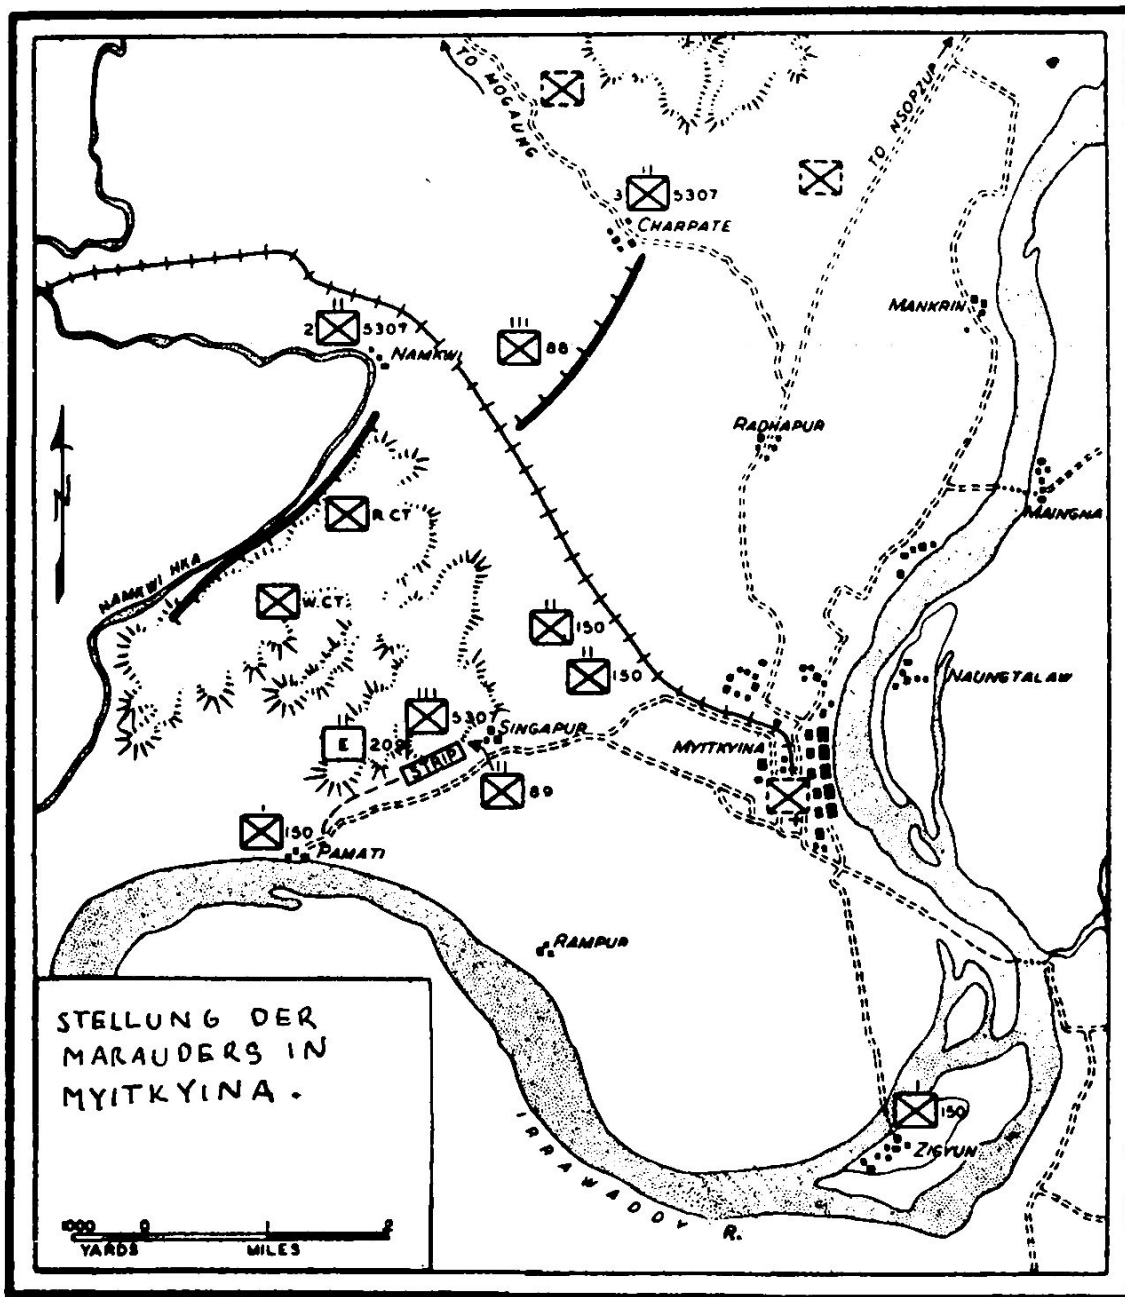 TO MOGAUNG
TO NSOPZUP
3 5307
CHARPATE
MANKRIN
2 5307
NAMKWI
88
RADHAPUR
MAINGNA
R.CT
NAMKWI HKA
W.CT.
150
150
NAUNGTALAW
5307
SINGAPUR
E 209
STRIP
MYITKYINA
89
150
PAMATI
RAMPUR
STELLUNG DER
MARAUDERS IN
MYITKYINA.
150
ZIGYUN
IRRAWADDY R.
1000 0 1 2
YARDS MILES
N